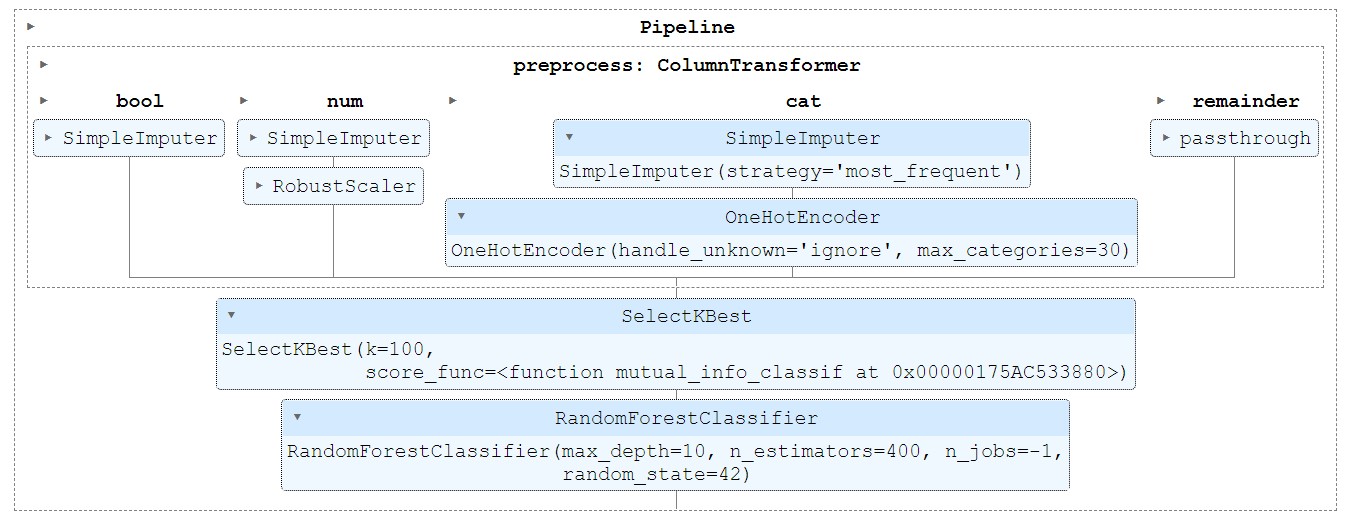 Pipeline
preprocess: ColumnTransformer
bool
SimpleImputer
num
SimpleImputer
RobustScaler
cat
SimpleImputer
SimpleImputer(strategy='most_frequent')
OneHotEncoder
OneHotEncoder(handle_unknown='ignore', max_categories=30)
remainder
passthrough
SelectKBest
SelectKBest(k=100,
score_func=<function mutual_info_classif at 0x00000175AC533880>)
RandomForestClassifier
RandomForestClassifier(max_depth=10, n_estimators=400, n_jobs=-1,
random_state=42)